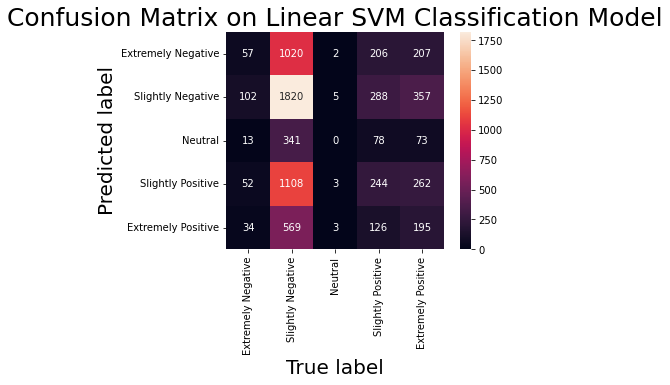 Confusion Matrix on Linear SVM Classification Model
Predicted label
Extremely Negative 57 1020 2 206 207
Slightly Negative 102 1820 5 288 357
Neutral 13 341 0 78 73
Slightly Positive 52 1108 3 244 262
Extremely Positive 34 569 3 126 195
Extremely Negative
Slightly Negative
Neutral
Slightly Positive
Extremely Positive
True label
1750
1500
1250
1000
750
500
250
0